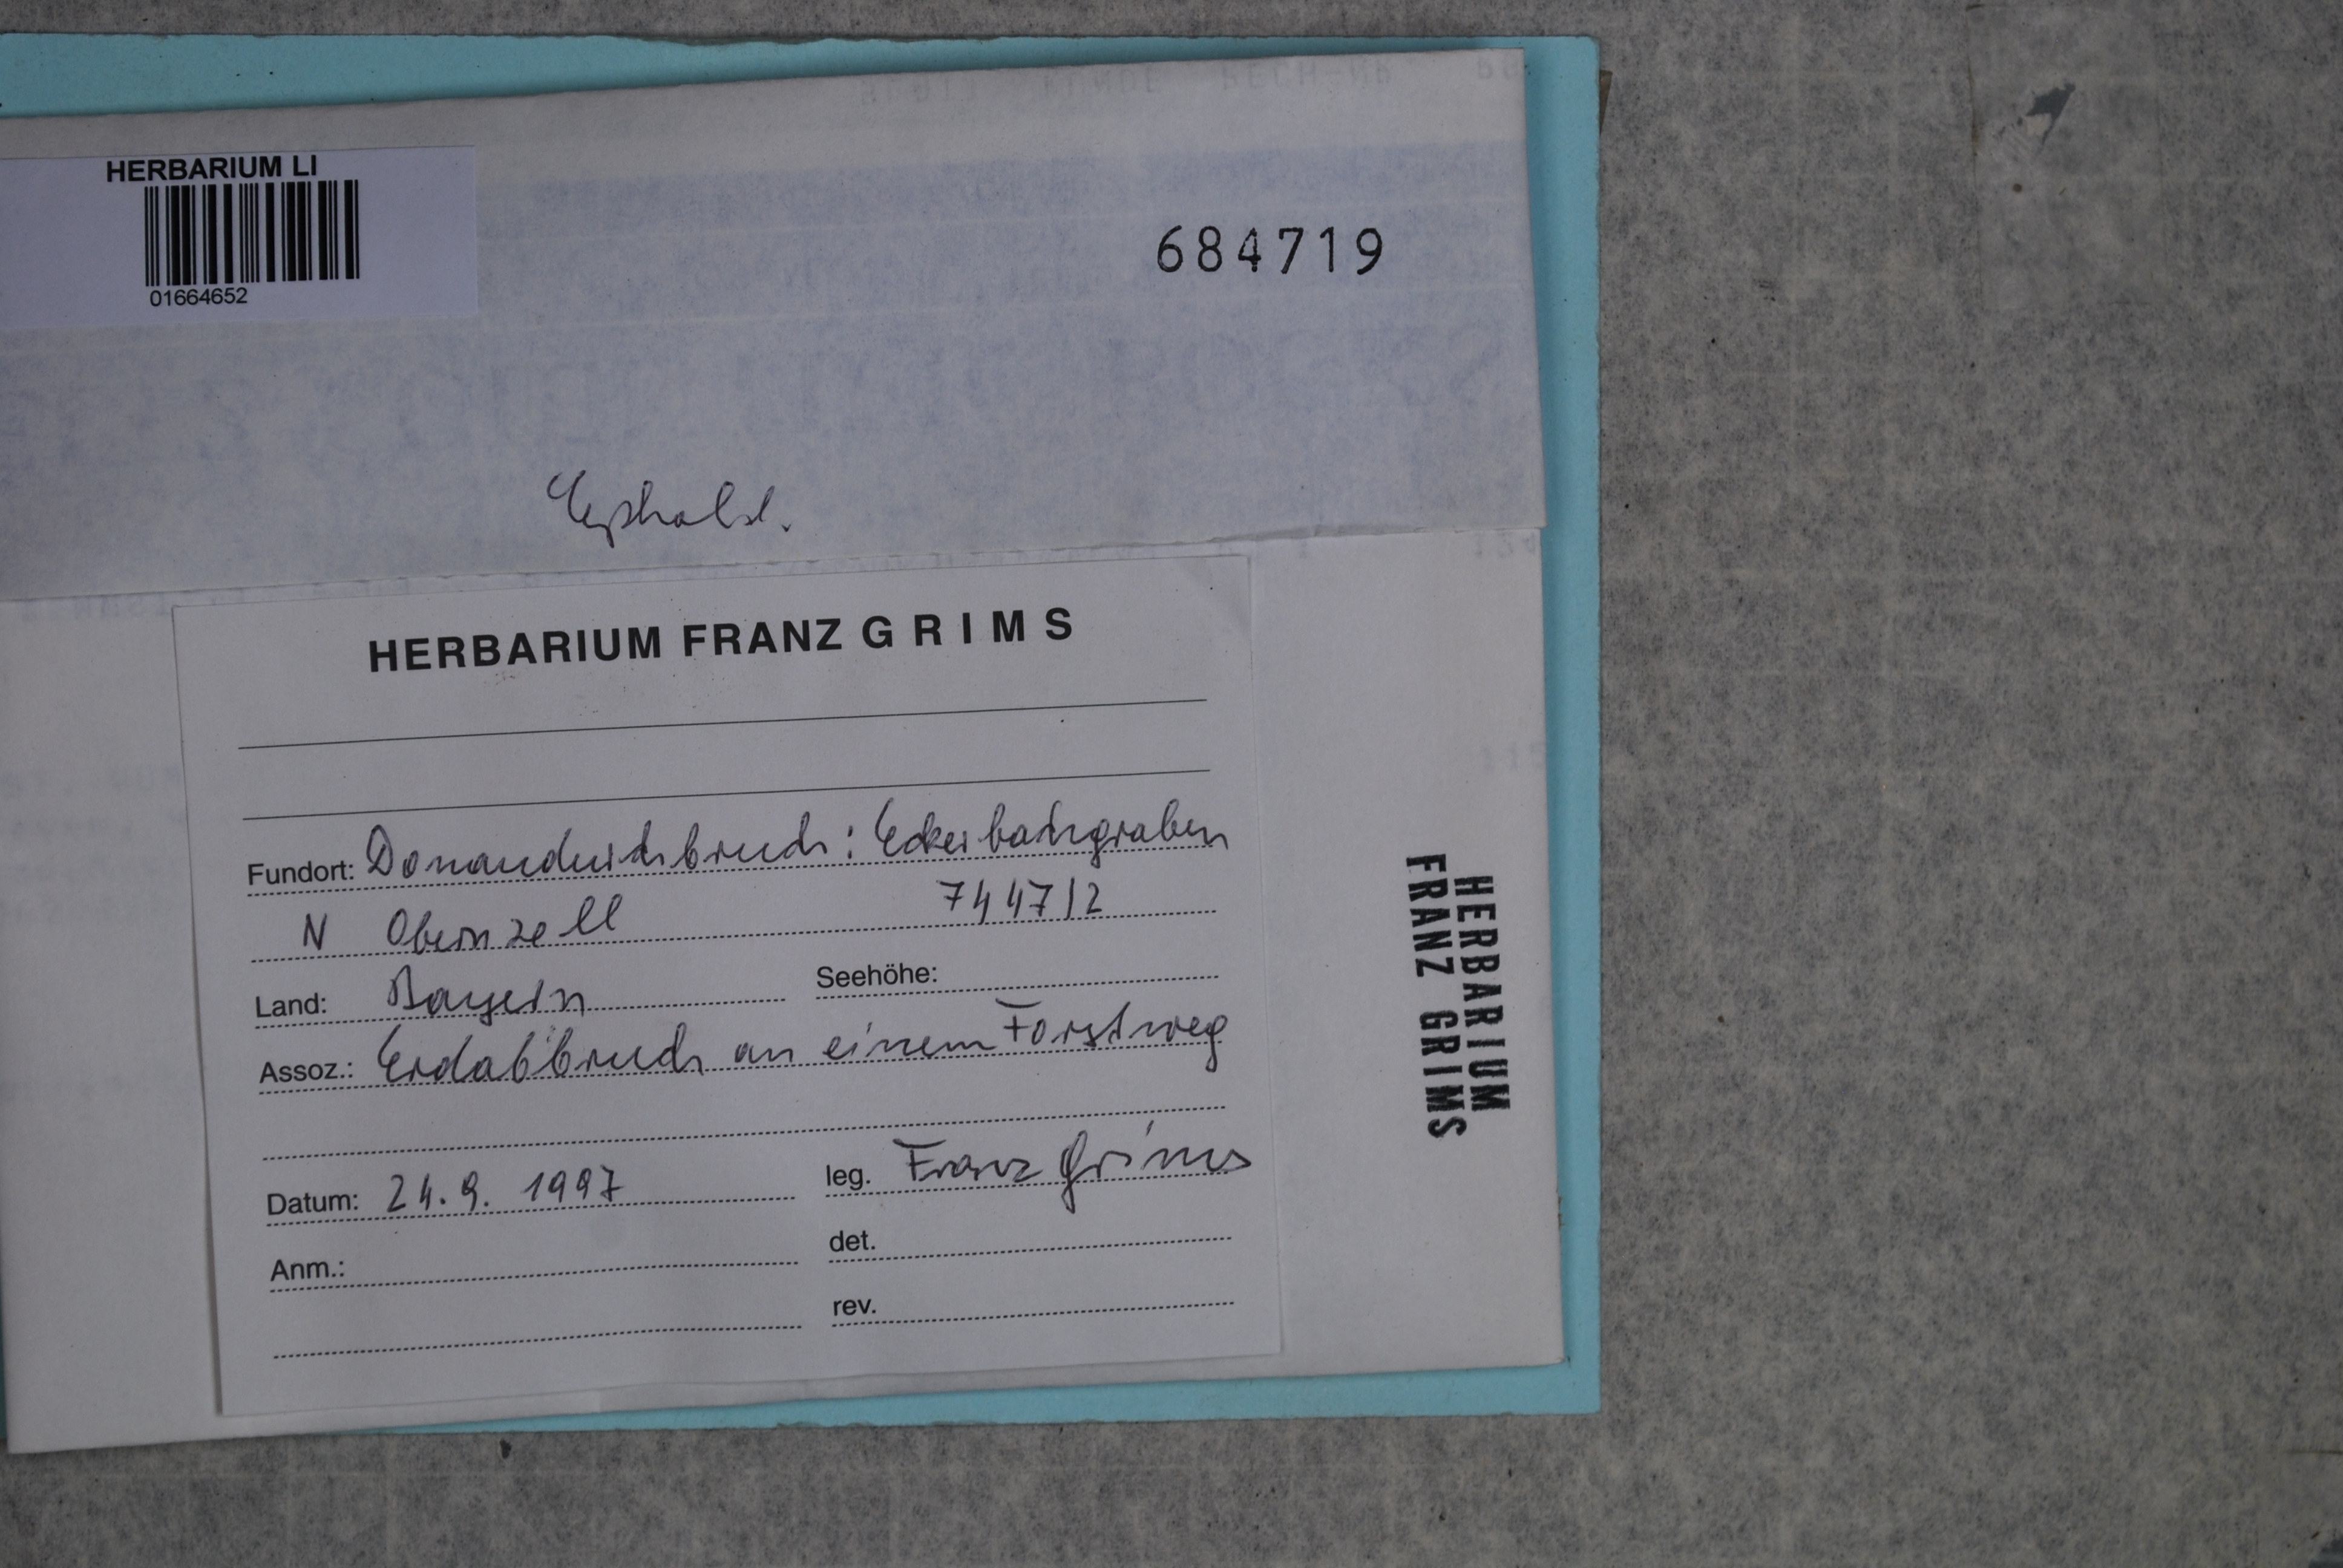 HERBARIUM LI
01664652
684719
Cephaloz.
HERBARIUM FRANZ GRIMS
Fundort: Donaudurchbruch: Eckerbachgraben
N Obernzell 7447/2
Land: Bayern Seehöhe:
Assoz.: Erdabbruch an einem Forstweg
Datum: 24.9. 1997 leg. Franz Grims
Anm.: det.
rev.
HERBARIUM
FRANZ GRIMS